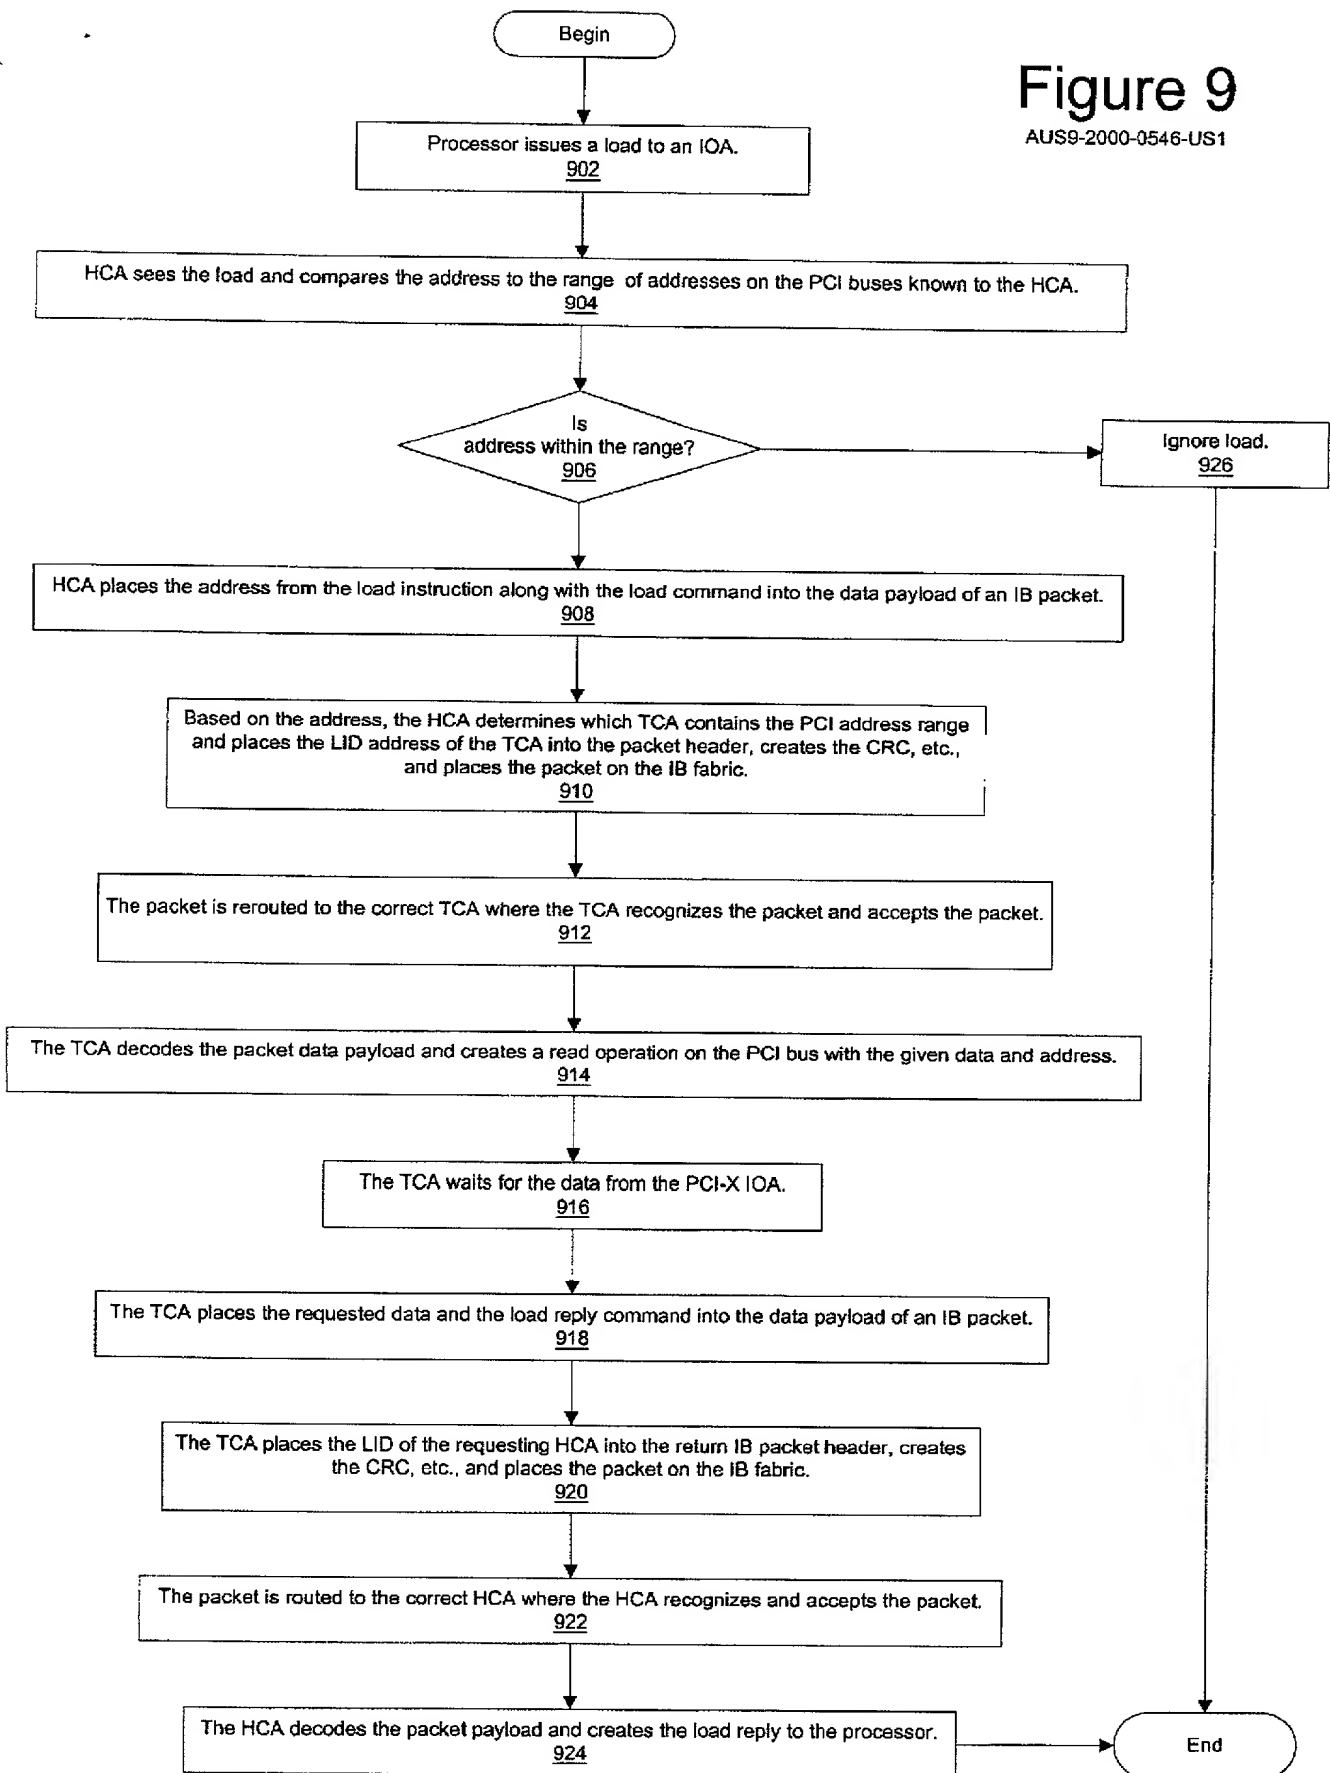 Begin
Figure 9
AUS9-2000-0546-US1
Processor issues a load to an IOA.
902
HCA sees the load and compares the address to the range of addresses on the PCI buses known to the HCA.
904
Is
address within the range?
906
Ignore load.
926
HCA places the address from the load instruction along with the load command into the data payload of an IB packet.
908
Based on the address, the HCA determines which TCA contains the PCI address range
and places the LID address of the TCA into the packet header, creates the CRC, etc.,
and places the packet on the IB fabric.
910
The packet is rerouted to the correct TCA where the TCA recognizes the packet and accepts the packet.
912
The TCA decodes the packet data payload and creates a read operation on the PCI bus with the given data and address.
914
The TCA waits for the data from the PCI-X IOA.
916
The TCA places the requested data and the load reply command into the data payload of an IB packet.
918
The TCA places the LID of the requesting HCA into the return IB packet header, creates
the CRC, etc., and places the packet on the IB fabric.
920
The packet is routed to the correct HCA where the HCA recognizes and accepts the packet.
922
The HCA decodes the packet payload and creates the load reply to the processor.
924
End